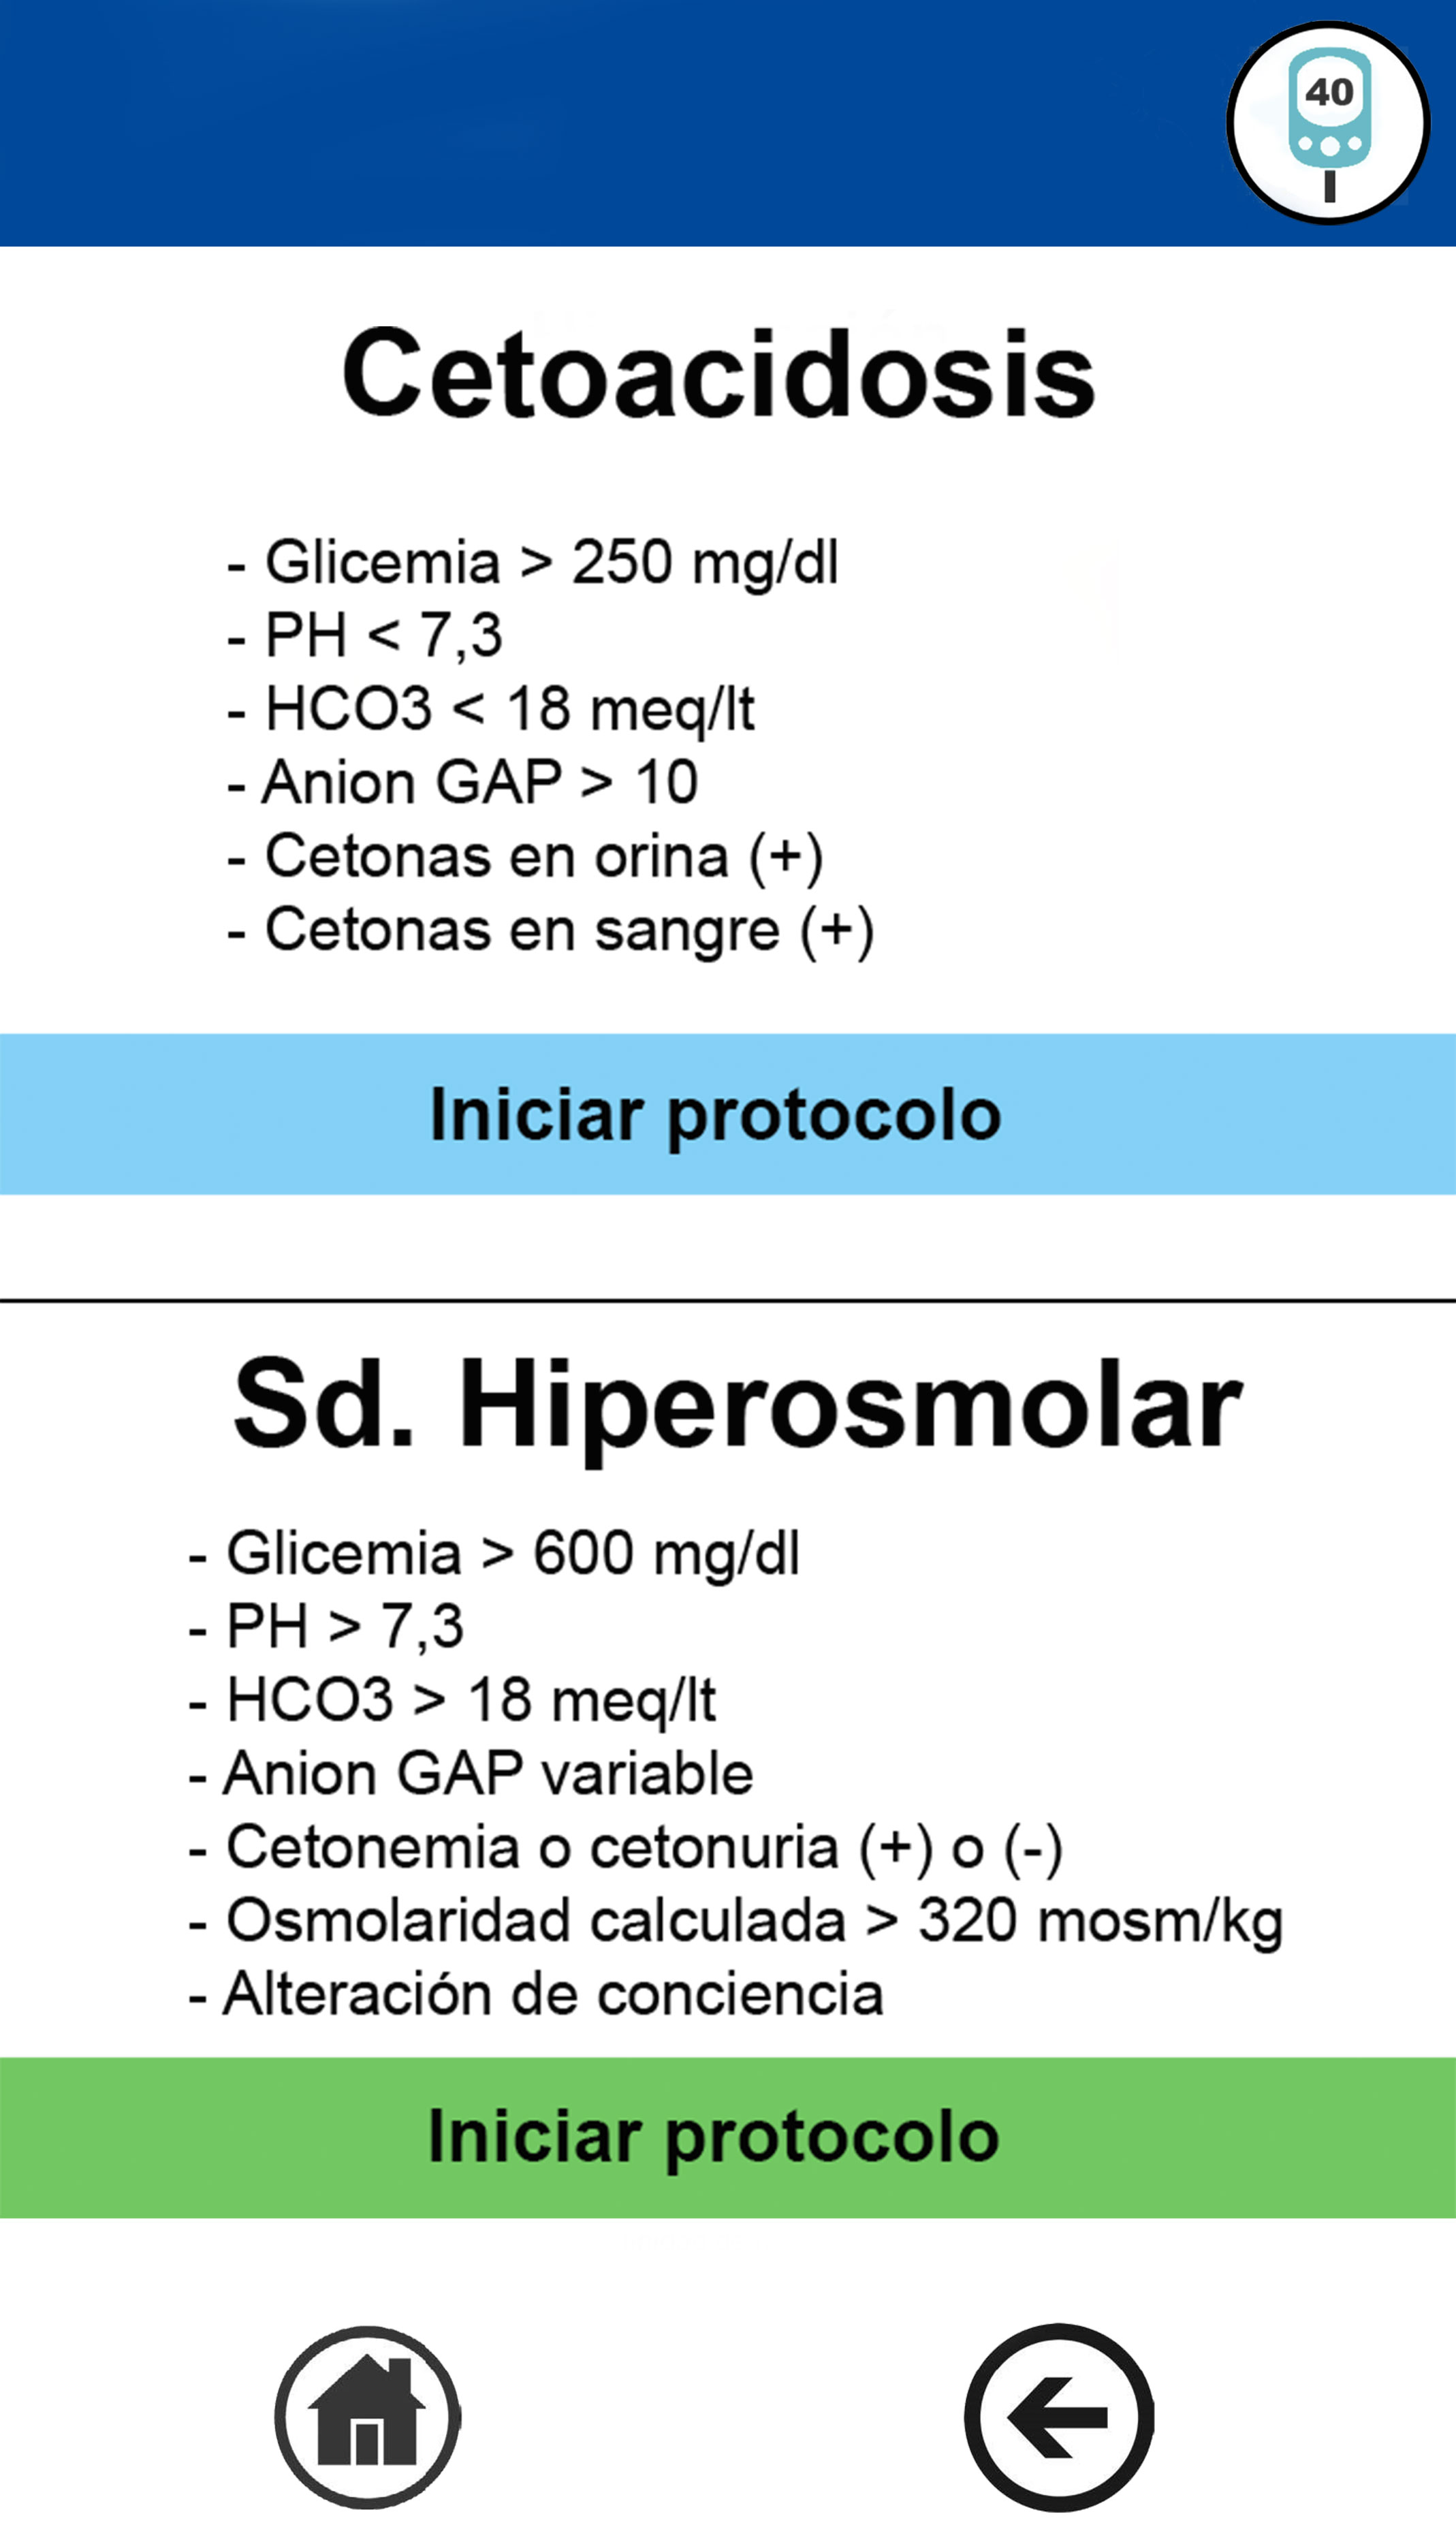 40
Cetoacidosis
- Glicemia > 250 mg/dl
- PH < 7,3
- HCO3 < 18 meq/lt
- Anion GAP > 10
- Cetonas en orina (+)
- Cetonas en sangre (+)
Iniciar protocolo
Sd. Hiperosmolar
- Glicemia > 600 mg/dl
- PH > 7,3
- HCO3 > 18 meq/lt
- Anion GAP variable
- Cetonemia o cetonuria (+) o (-)
- Osmolaridad calculada > 320 mosm/kg
- Alteración de conciencia
Iniciar protocolo